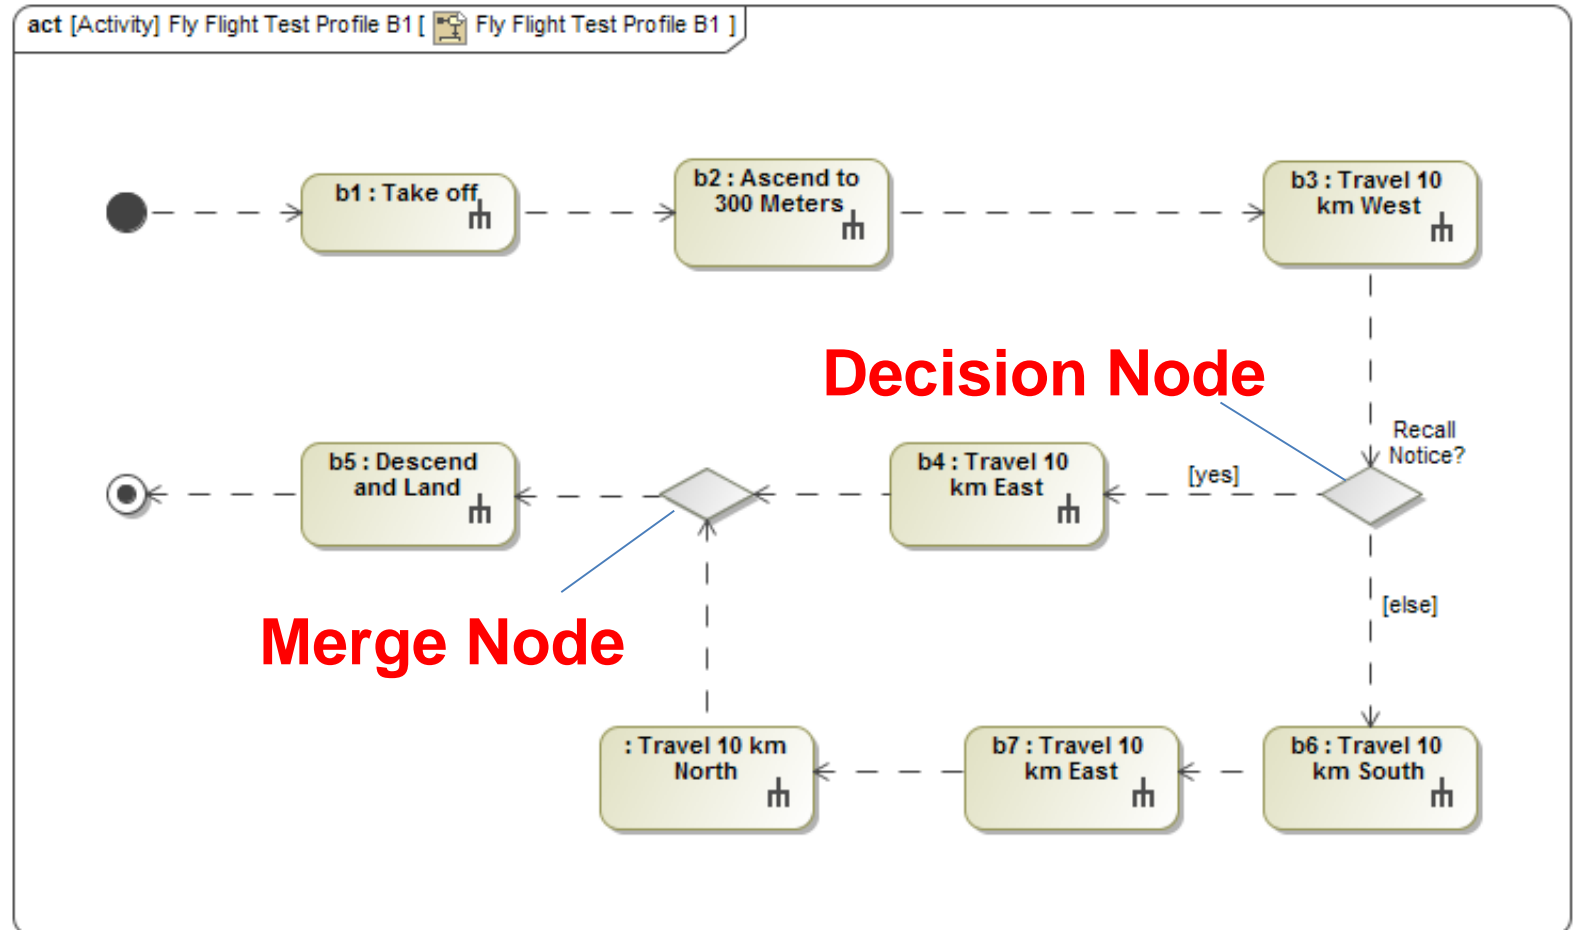 act [Activity] Fly Flight Test Profile B1 [ Fly Flight Test Profile B1 ]
b1 : Take off
b2 : Ascend to
300 Meters
b3 : Travel 10
km West
Decision Node
Recall
Notice?
b5 : Descend
and Land
b4 : Travel 10
km East
[yes]
[else]
Merge Node
: Travel 10 km
North
b7 : Travel 10
km East
b6 : Travel 10
km South